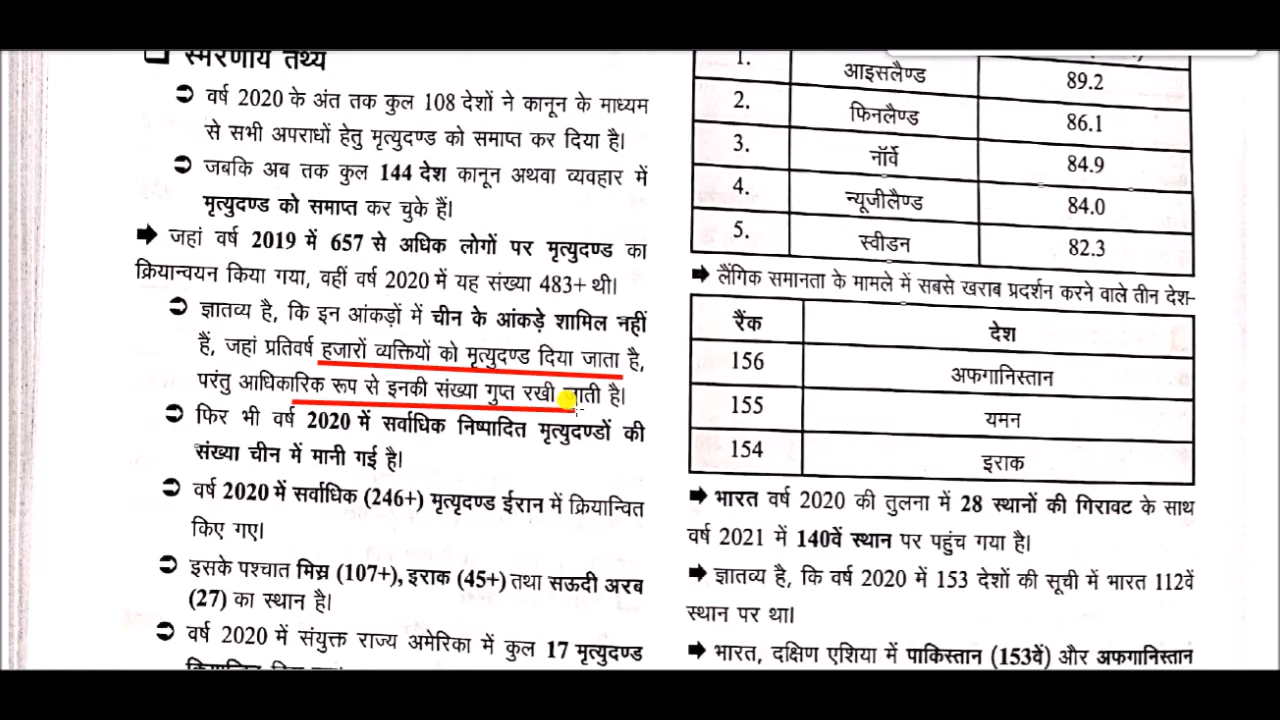 स्मरणीय तथ्य
➲ वर्ष 2020 के अंत तक कुल 108 देशों ने कानून के माध्यम
से सभी अपराधों हेतु मृत्युदण्ड को समाप्त कर दिया है।
➲ जबकि अब तक कुल 144 देश कानून अथवा व्यवहार में
मृत्युदण्ड को समाप्त कर चुके हैं।
➡ जहां वर्ष 2019 में 657 से अधिक लोगों पर मृत्युदण्ड का
क्रियान्वयन किया गया, वहीं वर्ष 2020 में यह संख्या 483+ थी।
➲ ज्ञातव्य है, कि इन आंकड़ों में चीन के आंकड़े शामिल नहीं
हैं, जहां प्रतिवर्ष हजारों व्यक्तियों को मृत्युदण्ड दिया जाता है,
परंतु आधिकारिक रूप से इनकी संख्या गुप्त रखी जाती है।
➲ फिर भी वर्ष 2020 में सर्वाधिक निष्पादित मृत्युदण्डों की
संख्या चीन में मानी गई है।
➲ वर्ष 2020 में सर्वाधिक (246+) मृत्यृदण्ड ईरान में क्रियान्वित
किए गए।
➲ इसके पश्चात मिस्र (107+), इराक (45+) तथा सऊदी अरब
(27) का स्थान है।
➲ वर्ष 2020 में संयुक्त राज्य अमेरिका में कुल 17 मृत्युदण्ड
1. आइसलैण्ड 89.2
2. फिनलैण्ड 86.1
3. नॉर्वे 84.9
4. न्यूजीलैण्ड 84.0
5. स्वीडन 82.3
➡ लैंगिक समानता के मामले में सबसे खराब प्रदर्शन करने वाले तीन देश-
रैंक देश
156 अफगानिस्तान
155 यमन
154 इराक
➡ भारत वर्ष 2020 की तुलना में 28 स्थानों की गिरावट के साथ
वर्ष 2021 में 140वें स्थान पर पहुंच गया है।
➡ ज्ञातव्य है, कि वर्ष 2020 में 153 देशों की सूची में भारत 112वें
स्थान पर था।
➡ भारत, दक्षिण एशिया में पाकिस्तान (153वें) और अफगानिस्तान